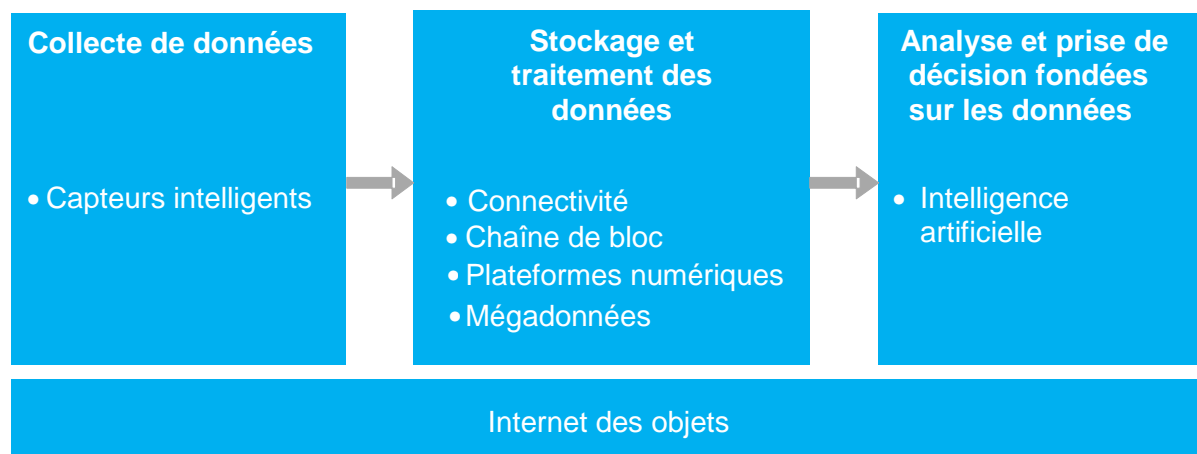 Collecte de données
• Capteurs intelligents
Stockage et
traitement des
données
• Connectivité
• Chaîne de bloc
• Plateformes numériques
• Mégadonnées
Analyse et prise de
décision fondées
sur les données
• Intelligence
artificielle
Internet des objets